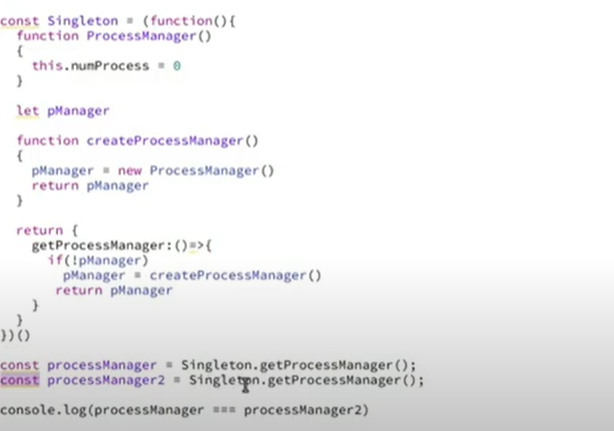 const Singleton = (function(){
  function ProcessManager()
  {
    this.numProcess = 0
  }
  let pManager
  function createProcessManager()
  {
    pManager = new ProcessManager()
    return pManager
  }
  return {
    getProcessManager:()=>{
      if(!pManager)
        pManager = createProcessManager()
       return pManager
    }
  }
})()
const processManager = Singleton.getProcessManager();
const processManager2 = Singleton.getProcessManager();
console.log(processManager === processManager2)